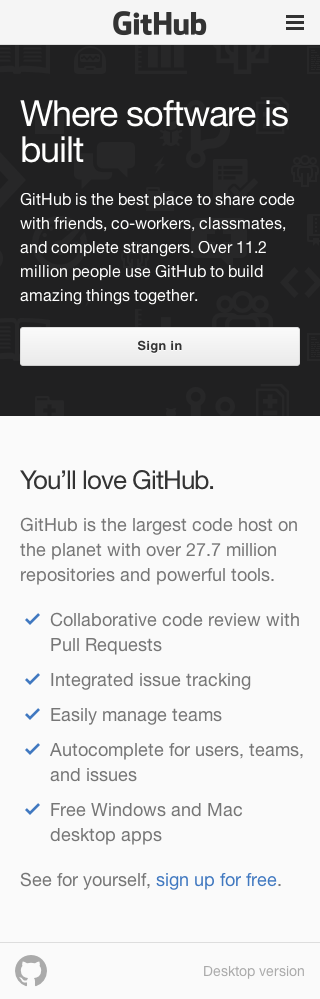 GitHub
Where software is
built
GitHub is the best place to share code
with friends, co-workers, classmates,
and complete strangers. Over 11.2
million people use GitHub to build
amazing things together.
Sign in
You’ll love GitHub.
GitHub is the largest code host on
the planet with over 27.7 million
repositories and powerful tools.
Collaborative code review with
Pull Requests
Integrated issue tracking
Easily manage teams
Autocomplete for users, teams,
and issues
Free Windows and Mac
desktop apps
See for yourself, sign up for free.
Desktop version